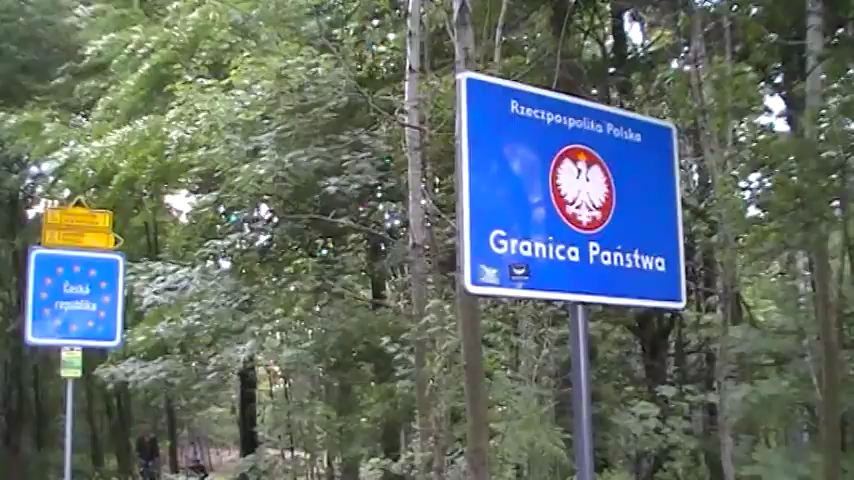 Rzeczpospolita Polska
Granica Państwa
Česká
republika